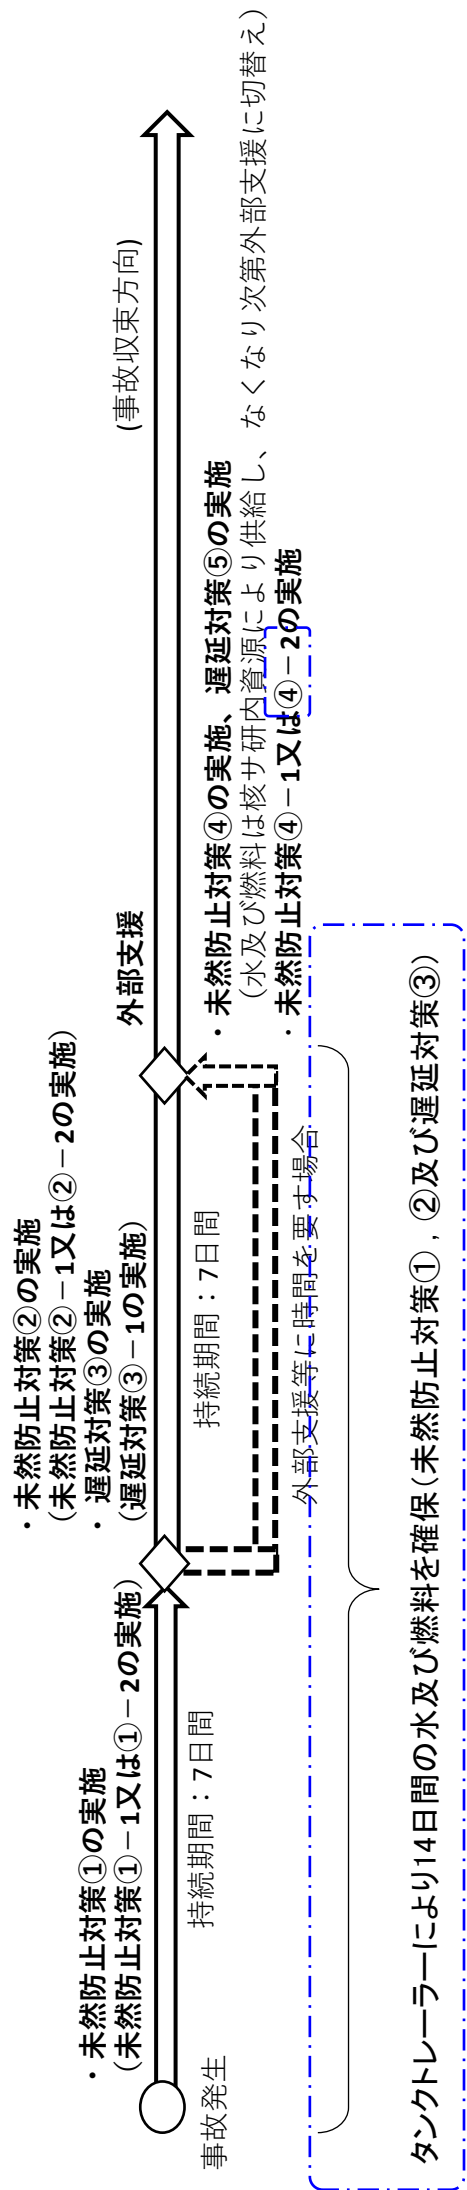 ・未然防止対策①の実施
(未然防止対策①－1又は①－2の実施)
事故発生
持続期間：7日間
・未然防止対策②の実施
(未然防止対策②－1又は②－2の実施)
・遅延対策③の実施
(遅延対策③－1の実施)
持続期間：7日間
外部支援等に時間を要す場合
外部支援
(事故収束方向)
・未然防止対策④の実施、遅延対策⑤の実施
(水及び燃料は核サ研内資源により供給し、なくなり次第外部支援に切替え)
・未然防止対策④－1又は④－2の実施
タンクトレーラーにより14日間の水及び燃料を確保(未然防止対策①，②及び遅延対策③)